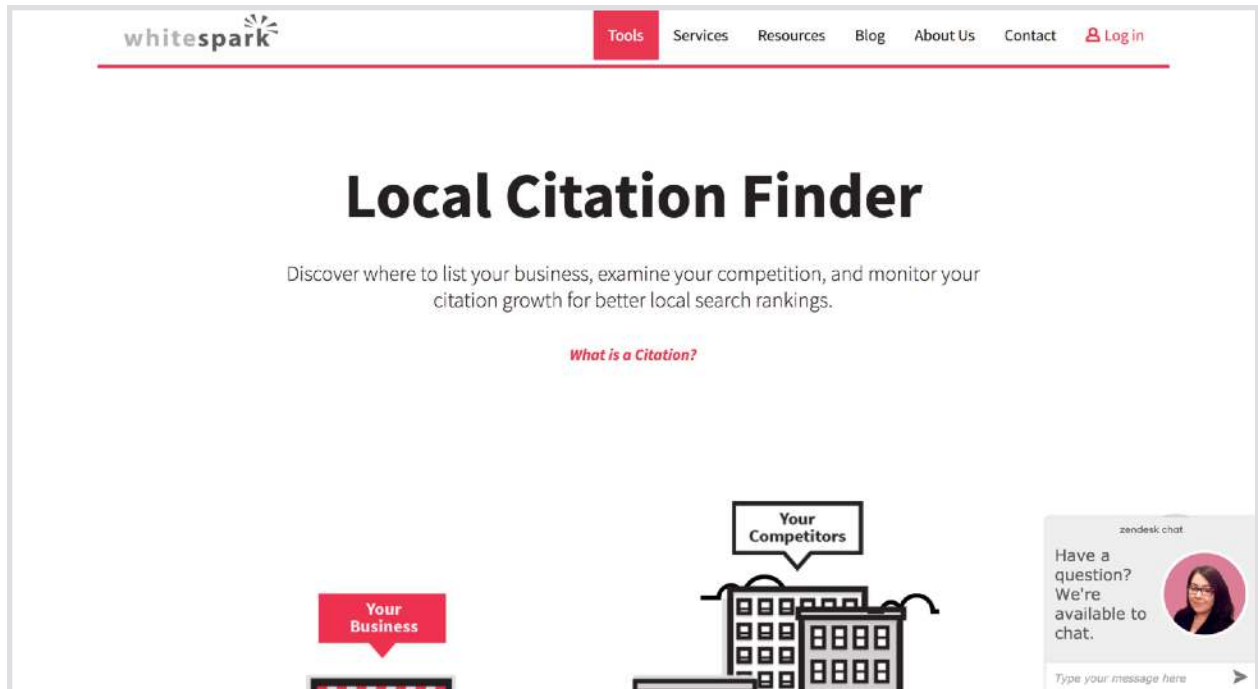 whitespark
Tools Services Resources Blog About Us Contact Log in
Local Citation Finder
Discover where to list your business, examine your competition, and monitor your
citation growth for better local search rankings.
What is a Citation?
Your
Competitors
Your
Business
zendesk chat
Have a
question?
We're
available to
chat.
Type your message here